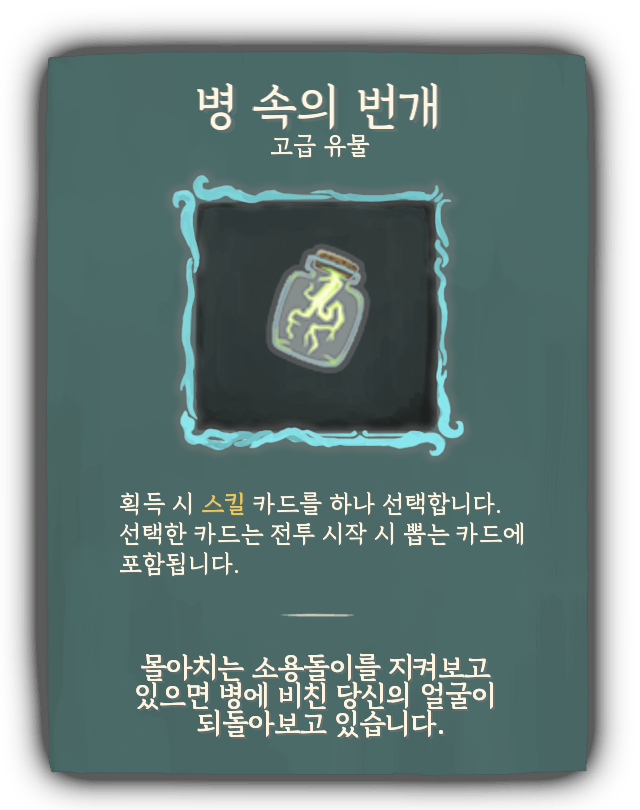 병 속의 번개
고급 유물
획득 시 스킬 카드를 하나 선택합니다.
선택한 카드는 전투 시작 시 뽑는 카드에
포함됩니다.
몰아치는 소용돌이를 지켜보고
있으면 병에 비친 당신의 얼굴이
되돌아보고 있습니다.